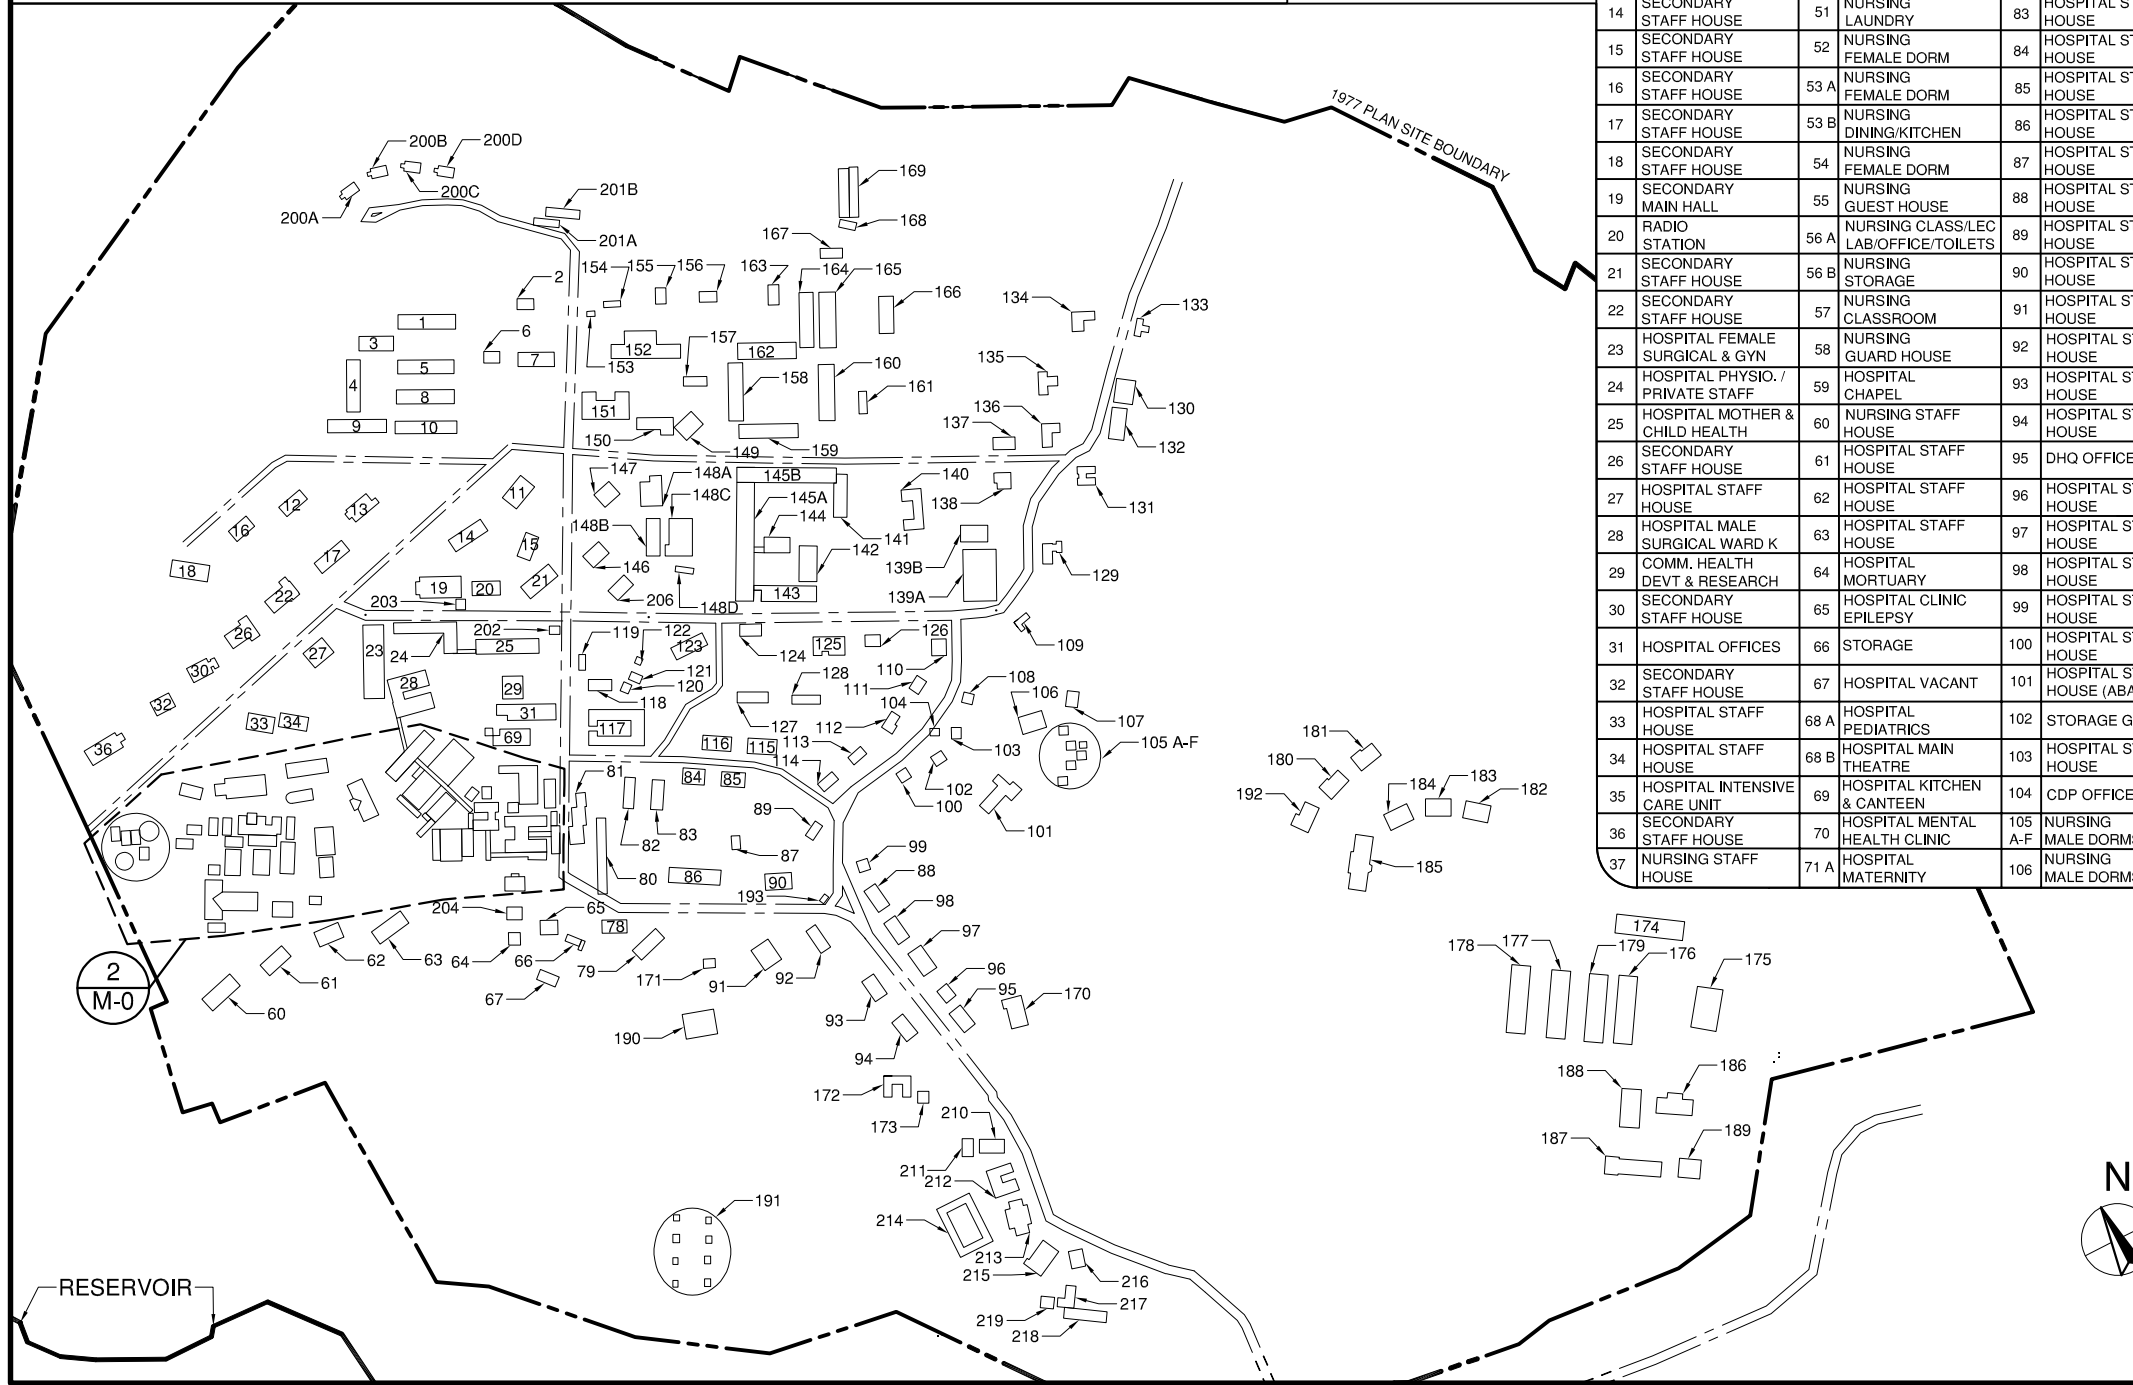 14 SECONDARY STAFF HOUSE 51 NURSING LAUNDRY 83 HOSPITAL HOUSE
15 SECONDARY STAFF HOUSE 52 NURSING FEMALE DORM 84 HOSPITAL HOUSE
16 SECONDARY STAFF HOUSE 53 A NURSING FEMALE DORM 85 HOSPITAL HOUSE
17 SECONDARY STAFF HOUSE 53 B NURSING DINING/KITCHEN 86 HOSPITAL HOUSE
18 SECONDARY STAFF HOUSE 54 NURSING FEMALE DORM 87 HOSPITAL HOUSE
19 SECONDARY MAIN HALL 55 NURSING GUEST HOUSE 88 HOSPITAL HOUSE
20 RADIO STATION 56 A NURSING CLASS/LEC LAB/OFFICE/TOILETS 89 HOSPITAL HOUSE
21 SECONDARY STAFF HOUSE 56 B NURSING STORAGE 90 HOSPITAL HOUSE
22 SECONDARY STAFF HOUSE 57 NURSING CLASSROOM 91 HOSPITAL HOUSE
23 HOSPITAL FEMALE SURGICAL & GYN 58 NURSING GUARD HOUSE 92 HOSPITAL HOUSE
24 HOSPITAL PHYSIO. / PRIVATE STAFF 59 HOSPITAL CHAPEL 93 HOSPITAL HOUSE
25 HOSPITAL MOTHER & CHILD HEALTH 60 NURSING STAFF HOUSE 94 HOSPITAL HOUSE
26 SECONDARY STAFF HOUSE 61 HOSPITAL STAFF HOUSE 95 DHQ OFFICE
27 HOSPITAL STAFF HOUSE 62 HOSPITAL STAFF HOUSE 96 HOSPITAL HOUSE
28 HOSPITAL MALE SURGICAL WARD K 63 HOSPITAL STAFF HOUSE 97 HOSPITAL HOUSE
29 COMM. HEALTH DEVT & RESEARCH 64 HOSPITAL MORTUARY 98 HOSPITAL HOUSE
30 SECONDARY STAFF HOUSE 65 HOSPITAL CLINIC EPILEPSY 99 HOSPITAL HOUSE
31 HOSPITAL OFFICES 66 STORAGE 100 HOSPITAL HOUSE
32 SECONDARY STAFF HOUSE 67 HOSPITAL VACANT 101 HOSPITAL HOUSE
33 HOSPITAL STAFF HOUSE 68 A HOSPITAL PEDIATRICS 102 STORAGE
34 HOSPITAL STAFF HOUSE 68 B HOSPITAL MAIN THEATRE 103 HOSPITAL HOUSE
35 HOSPITAL INTENSIVE CARE UNIT 69 HOSPITAL KITCHEN & CANTEEN 104 CDP OFFICE
36 SECONDARY STAFF HOUSE 70 HOSPITAL MENTAL HEALTH CLINIC 105 A-F NURSING MALE DORM
37 NURSING STAFF HOUSE 71 A HOSPITAL MATERNITY 106 NURSING MALE DORM
1977 PLAN SITE BOUNDARY
200B 200D
200C 169
200A 201B
168
201A 167
154 155 156 163 164 165
2 166 134 133
1 6 157
3 7 152 162
153 160 135
5 158
4 8 161
151 130
136
9 10 150 137 132
149 159
147 148A 145B 140
11 148C 145A 138 131
12 13 144
16 148B
14 141
17 15 142
18 146 139B 129
19 20 21 143 139A
22 203 206 148D
202 119 122 126 109
26 23 24 25 123 124 125
27 121 110
30 28 128 108
29 120 111 106
32 31 118 104 107
33 34 127 112
36 69 117 116 115 113 103 105 A-F
114 181
81 84 85 102 180
100 184 183 182
89 101 192
82 83 99
87 185
80 86 90 88
204 65 193 98
78 97 174
62 63 64 66 178 177 179 176
2 79 171 91 92 96 175
M-0 61 67 95 170
60 93
190 94
172 188 186
173 210
211 187 189
212
191 214
213
215 216
RESERVOIR 217
219 218
N